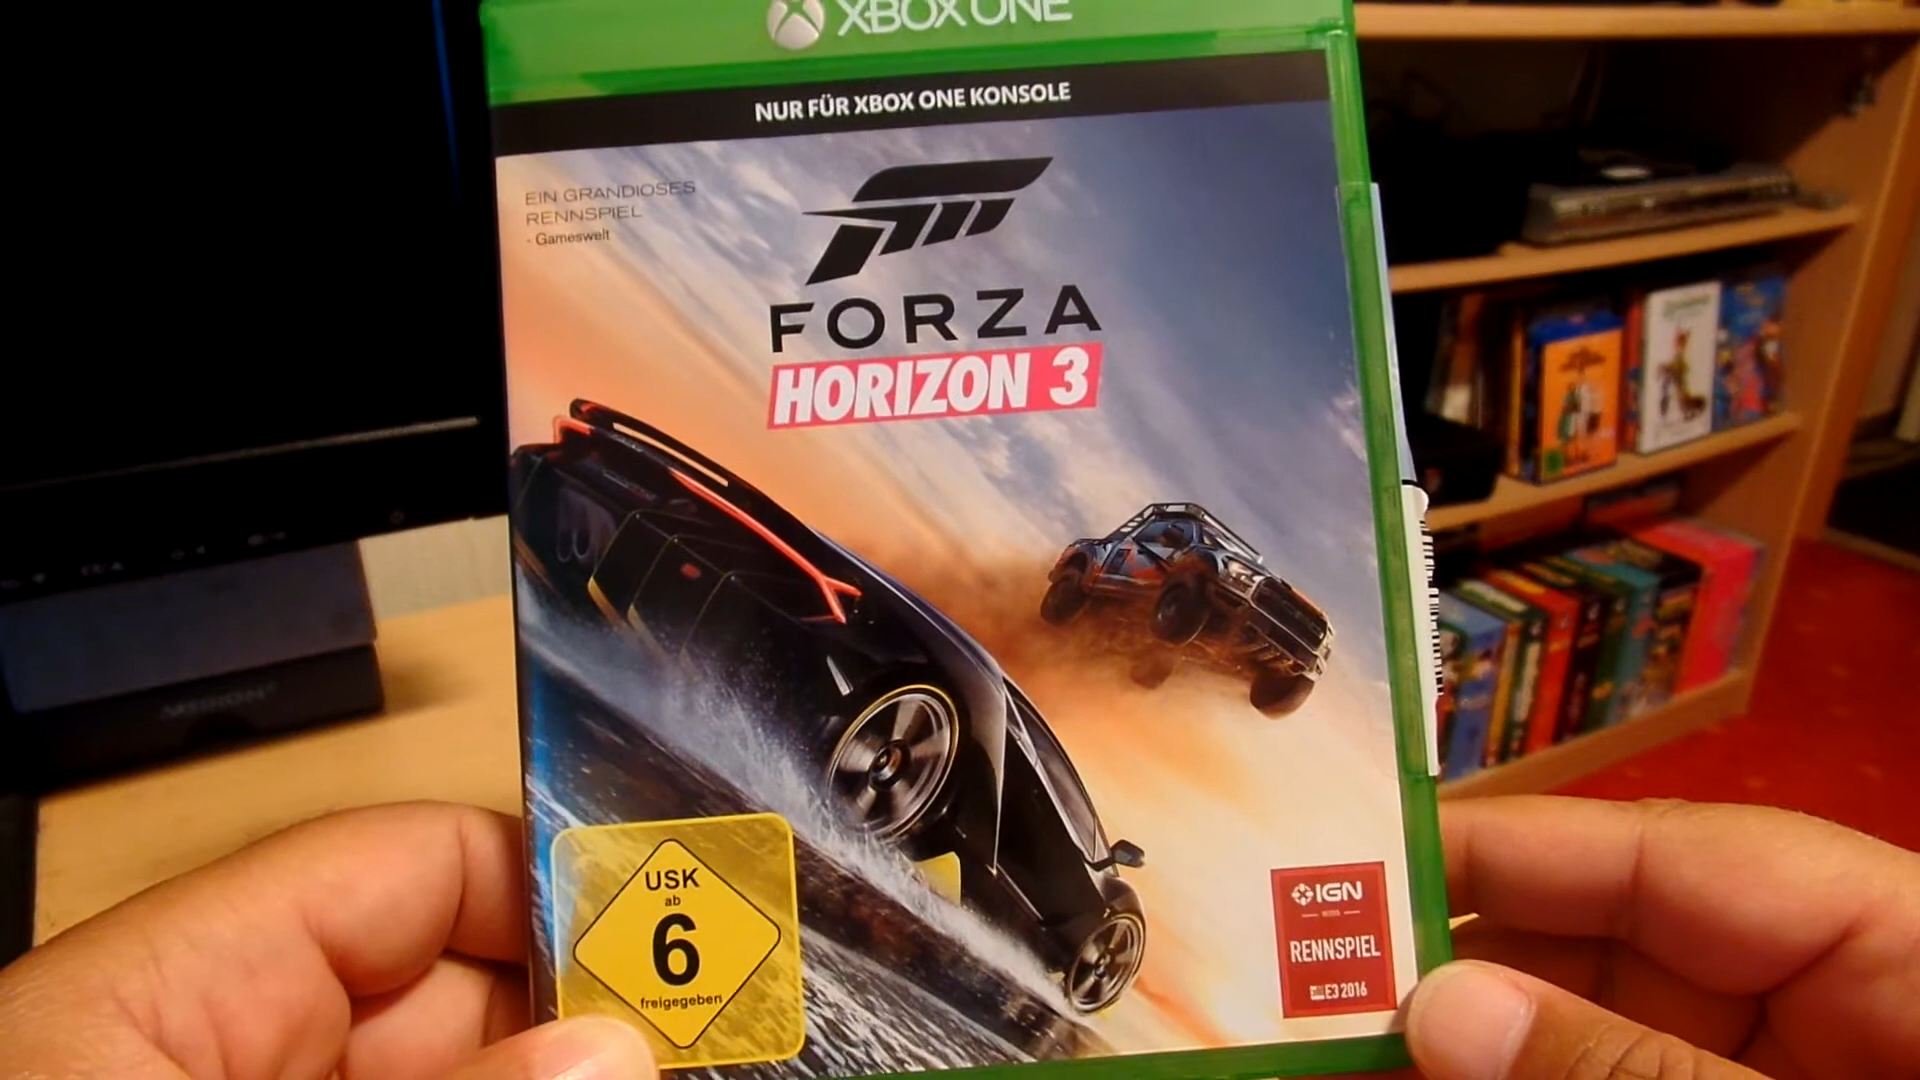 XBOX ONE
NUR FÜR XBOX ONE KONSOLE
EIN GRANDIOSES
RENNSPIEL
- Gameswelt
FORZA
HORIZON 3
USK
ab
6
freigegeben
IGN
RENNSPIEL
E3 2016
MEDION